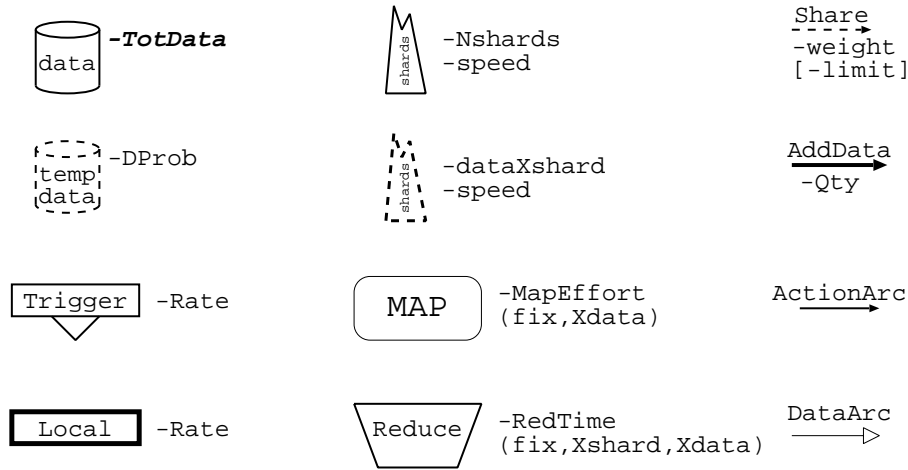 data
-TotData
shards
-Nshards
-speed
Share
-weight
[-limit]
temp
data
-DProb
shards
-dataXshard
-speed
AddData
-Qty
Trigger
-Rate
MAP
-MapEffort
(fix,Xdata)
ActionArc
Local
-Rate
Reduce
-RedTime
(fix,Xshard,Xdata)
DataArc